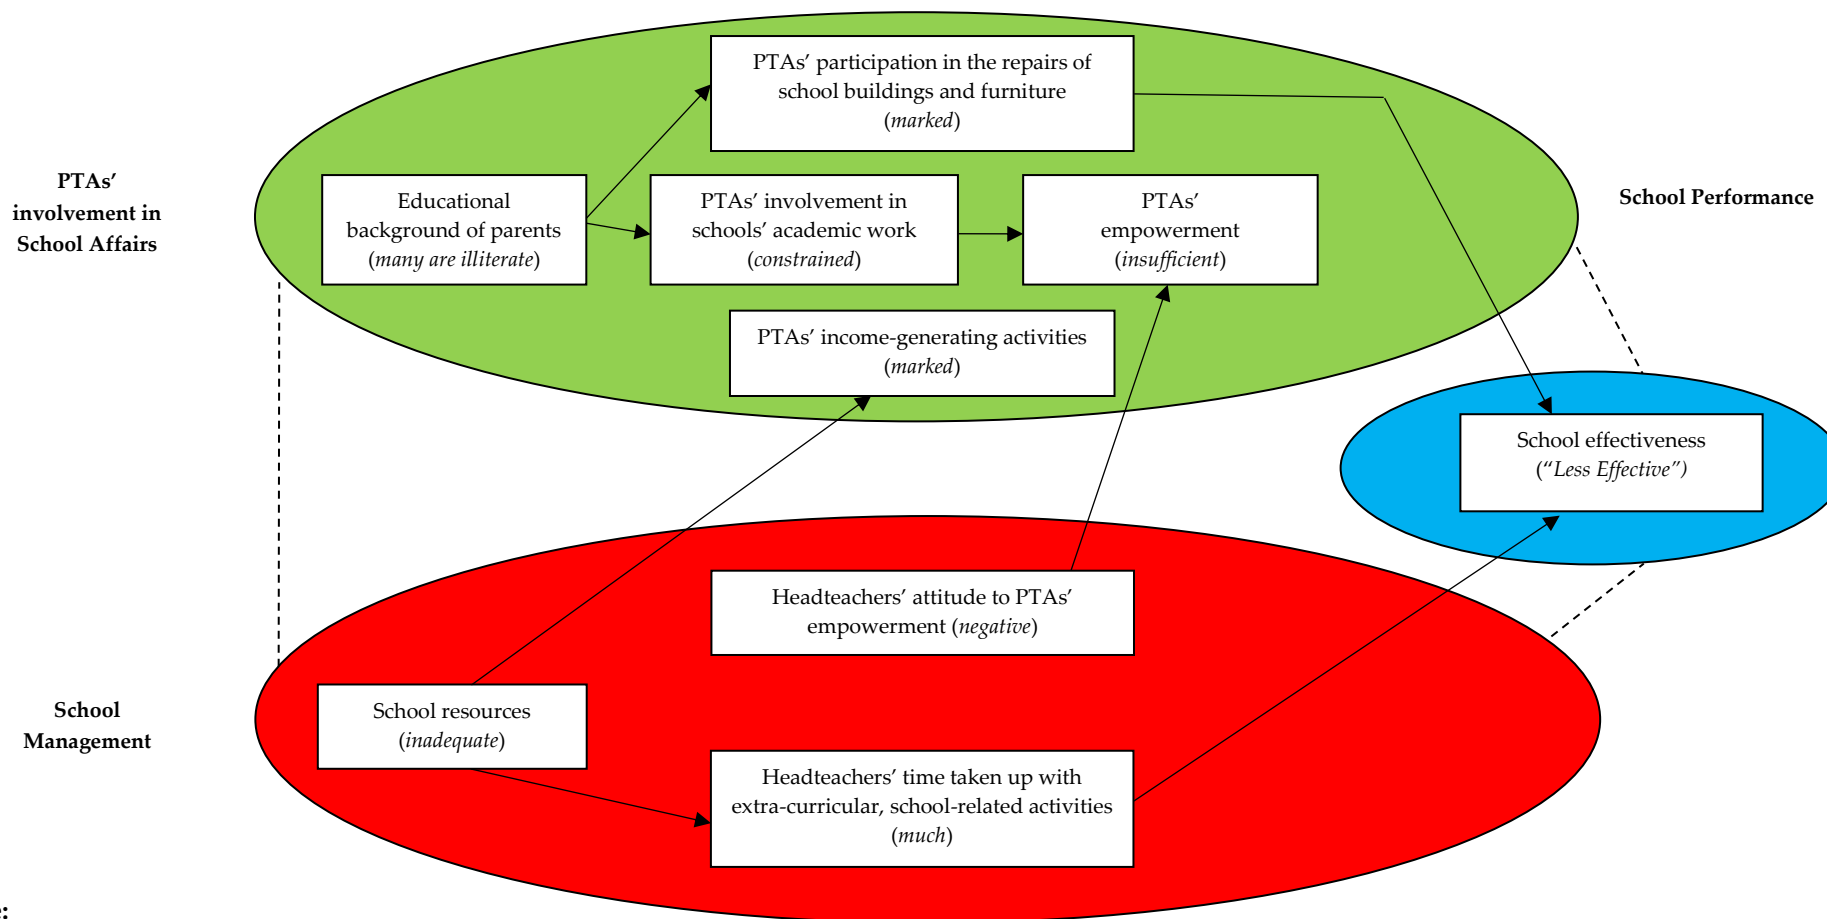 PTAs’ participation in the repairs of
school buildings and furniture
(marked)
PTAs’
involvement in
School Affairs
Educational
background of parents
(many are illiterate)
PTAs’ involvement in
schools’ academic work
(constrained)
PTAs’
empowerment
(insufficient)
School Performance
PTAs’ income-generating activities
(marked)
School effectiveness
(“Less Effective”)
Headteachers’ attitude to PTAs’
empowerment (negative)
School
Management
School resources
(inadequate)
Headteachers’ time taken up with
extra-curricular, school-related activities
(much)